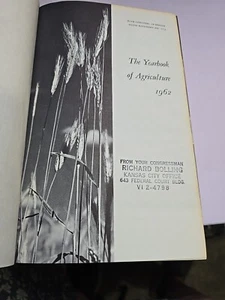 The Yearbook
of Agriculture
1962
FROM YOUR CONGRESSMAN
RICHARD BOLLING
KANSAS CITY OFFICE
643 FEDERAL COURT BLDG.
VI 2-4798